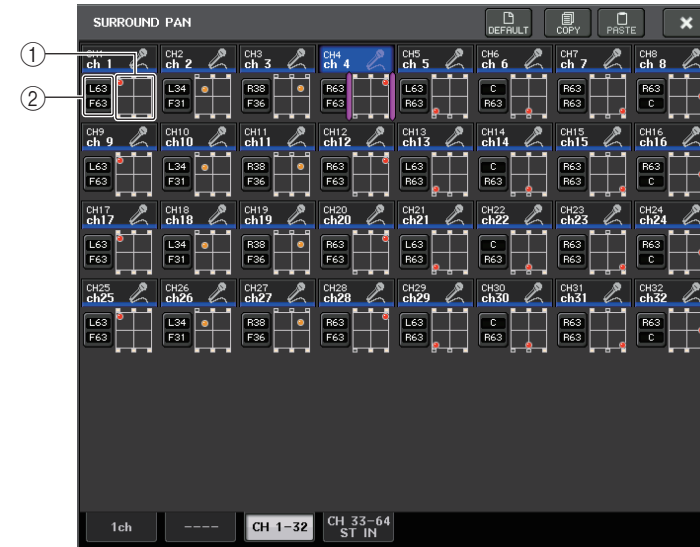 SURROUND PAN
DEFAULT COPY PASTE ×
①
②
CH1 CH2 CH3 CH4 CH5 CH6 CH7 CH8
ch 1 ch 2 ch 3 ch 4 ch 5 ch 6 ch 7 ch 8
L63 L34 R38 R63 L63 C R63 R63
F63 F31 F36 F63 R63 R63 R63 C
CH9 CH10 CH11 CH12 CH13 CH14 CH15 CH16
ch 9 ch10 ch11 ch12 ch13 ch14 ch15 ch16
L63 L34 R38 R63 L63 C R63 R63
F63 F31 F36 F63 R63 R63 R63 C
CH17 CH18 CH19 CH20 CH21 CH22 CH23 CH24
ch17 ch18 ch19 ch20 ch21 ch22 ch23 ch24
L63 L34 R38 R63 L63 C R63 R63
F63 F31 F36 F63 R63 R63 R63 C
CH25 CH26 CH27 CH28 CH29 CH30 CH31 CH32
ch25 ch26 ch27 ch28 ch29 ch30 ch31 ch32
L63 L34 R38 R63 L63 C R63 R63
F63 F31 F36 F63 R63 R63 R63 C
1ch ---- CH 1-32 CH 33-64
ST IN